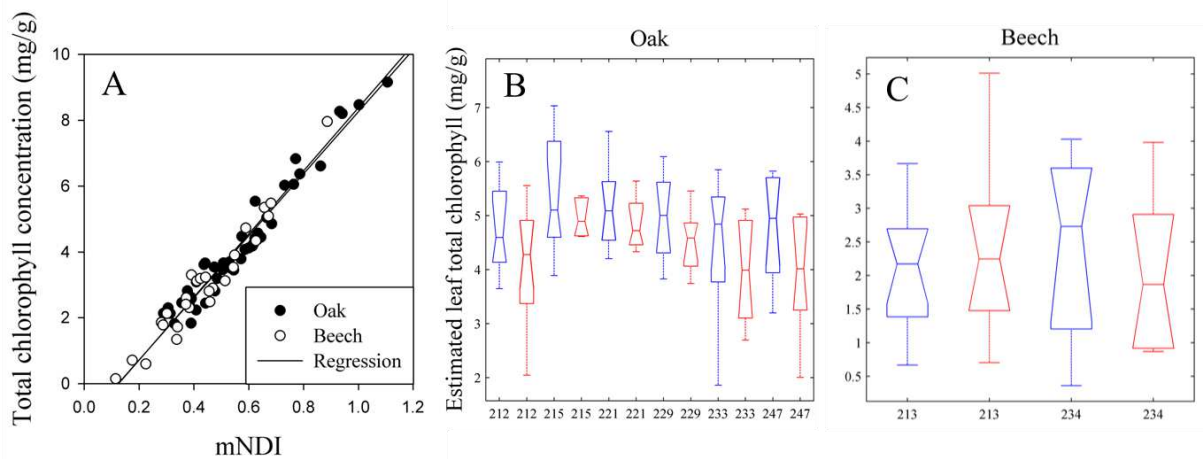 Total chlorophyll concentration (mg/g)
10
8
6
4
2
0
A
Oak
Beech
Regression
0.0 0.2 0.4 0.6 0.8 1.0 1.2
mNDI
Oak
Estimated leaf total chlorophyll (mg/g)
B
7
6
5
4
3
2
212 212 215 215 221 221 229 229 233 233 247 247
Beech
C
5
4.5
4
3.5
3
2.5
2
1.5
1
0.5
213 213 234 234